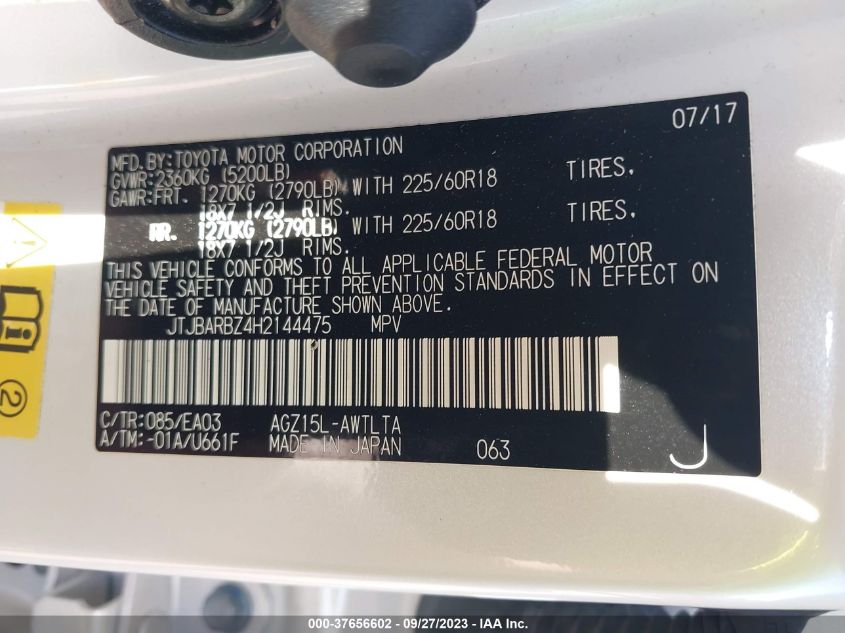 07/17
MFD. BY: TOYOTA MOTOR CORPORATION
GVWR: 2360KG (5200LB)
GAWR: FRT. 1270KG (2790LB) WITH 225/60R18 TIRES.
18X7 1/2J RIMS.
RR. 1270KG (2790LB) WITH 225/60R18 TIRES.
18X7 1/2J RIMS.
THIS VEHICLE CONFORMS TO ALL APPLICABLE FEDERAL MOTOR
VEHICLE SAFETY AND THEFT PREVENTION STANDARDS IN EFFECT ON
THE DATE OF MANUFACTURE SHOWN ABOVE.
JTJBARBZ4H2144475 MPV
C/TR: 085/EA03 AGZ15L-AWTLTA
A/TM: -01A/U661F MADE IN JAPAN 063 J
2
000-37656602 - 09/27/2023 - IAA Inc.